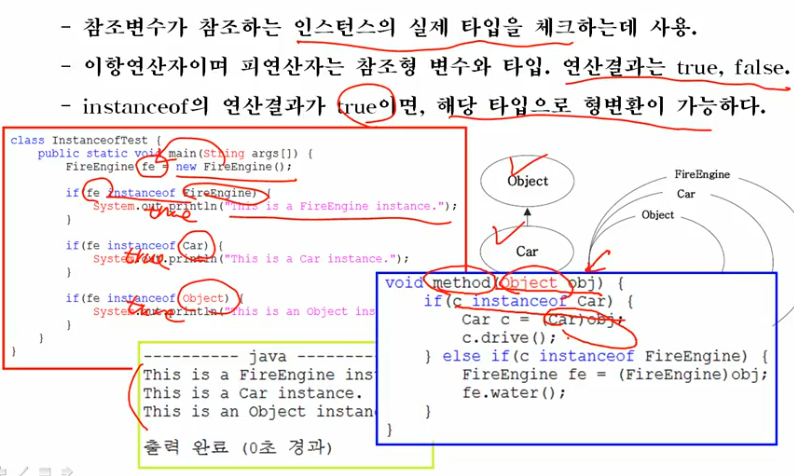 - 참조변수가 참조하는 인스턴스의 실제 타입을 체크하는데 사용.
- 이항연산자이며 피연산자는 참조형 변수와 타입. 연산결과는 true, false.
- instanceof의 연산결과가 true이면, 해당 타입으로 형변환이 가능하다.
class InstanceofTest {
public static void main(String args[]) {
FireEngine fe = new FireEngine();
if(fe instanceof FireEngine) {
System.out.println("This is a FireEngine instance.");
true
}
if(fe instanceof Car) {
System.out.println("This is a Car instance.");
true
}
if(fe instanceof Object) {
System.out.println("This is an Object ins
true
}
}
}
Object
Car
FireEngine
Car
Object
void method(Object obj) {
if(c instanceof Car) {
Car c = (Car)obj;
c.drive();
} else if(c instanceof FireEngine) {
FireEngine fe = (FireEngine)obj;
fe.water();
}
}
---------- java -------
This is a FireEngine ins
This is a Car instance.
This is an Object instan
출력 완료 (0초 경과)